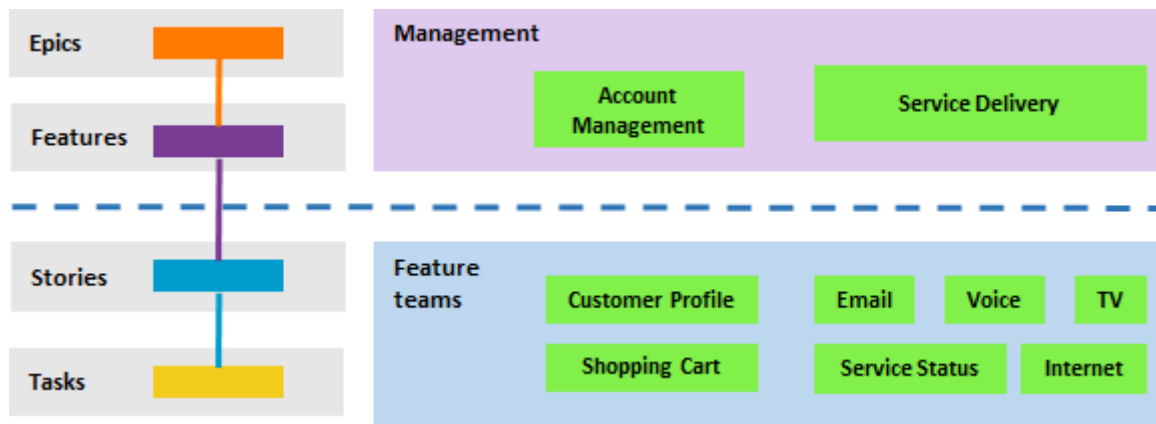 Epics
Features
Stories
Tasks
Management
Account
Management
Service Delivery
Feature
teams
Customer Profile
Email
Voice
TV
Shopping Cart
Service Status
Internet